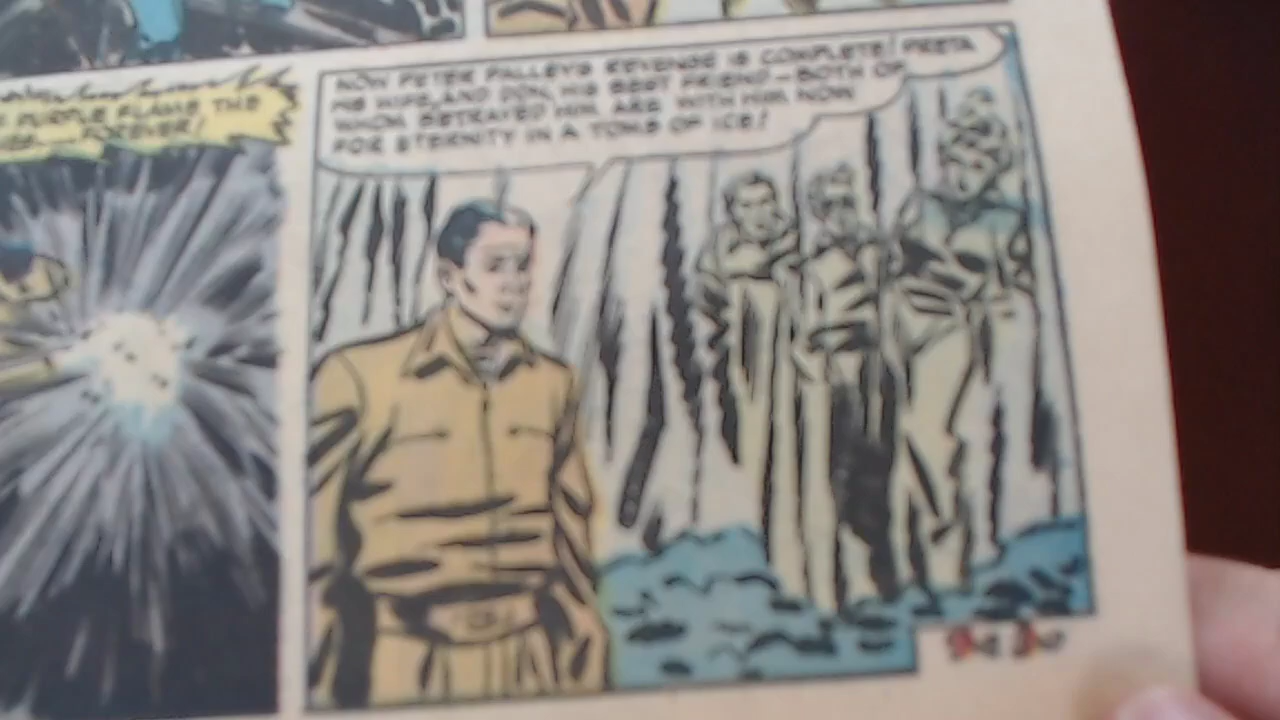 PURPLE FLAME THE
....FOREVER!
NOW PETER PALLEY'S REVENGE IS COMPLETE! FRETA
HIS WIFE, AND DON, HIS BEST FRIEND—BOTH OF
WHOM BETRAYED HIM ARE WITH HIM NOW
FOR ETERNITY IN A TOMB OF ICE!